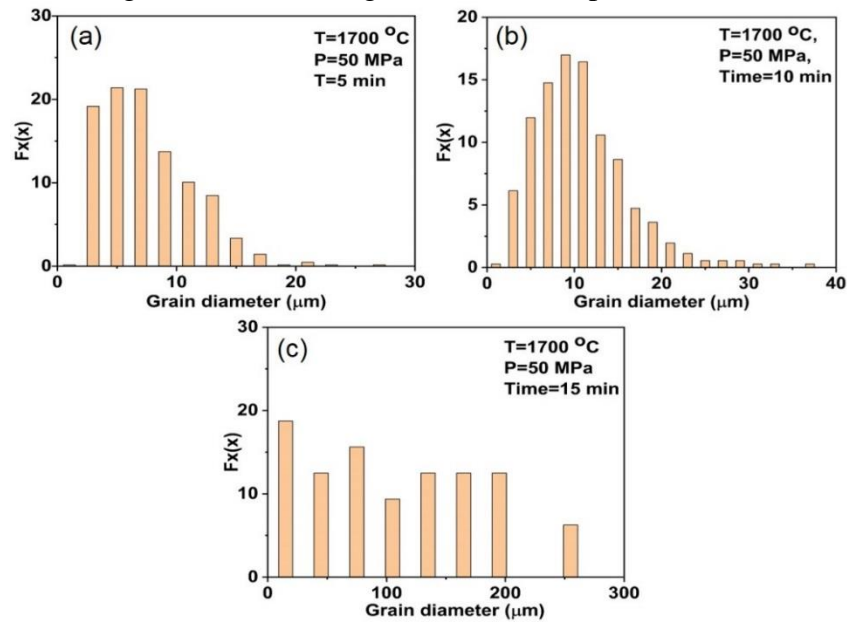 (a)
T=1700 °C
P=50 MPa
T=5 min
30
20
10
0
Fx(x)
0 10 20 30
Grain diameter (μm)
(b)
T=1700 °C,
P=50 MPa,
Time=10 min
20
15
10
5
0
Fx(x)
0 10 20 30 40
Grain diameter (μm)
(c)
T=1700 °C
P=50 MPa
Time=15 min
30
20
10
0
Fx(x)
0 100 200 300
Grain diameter (μm)